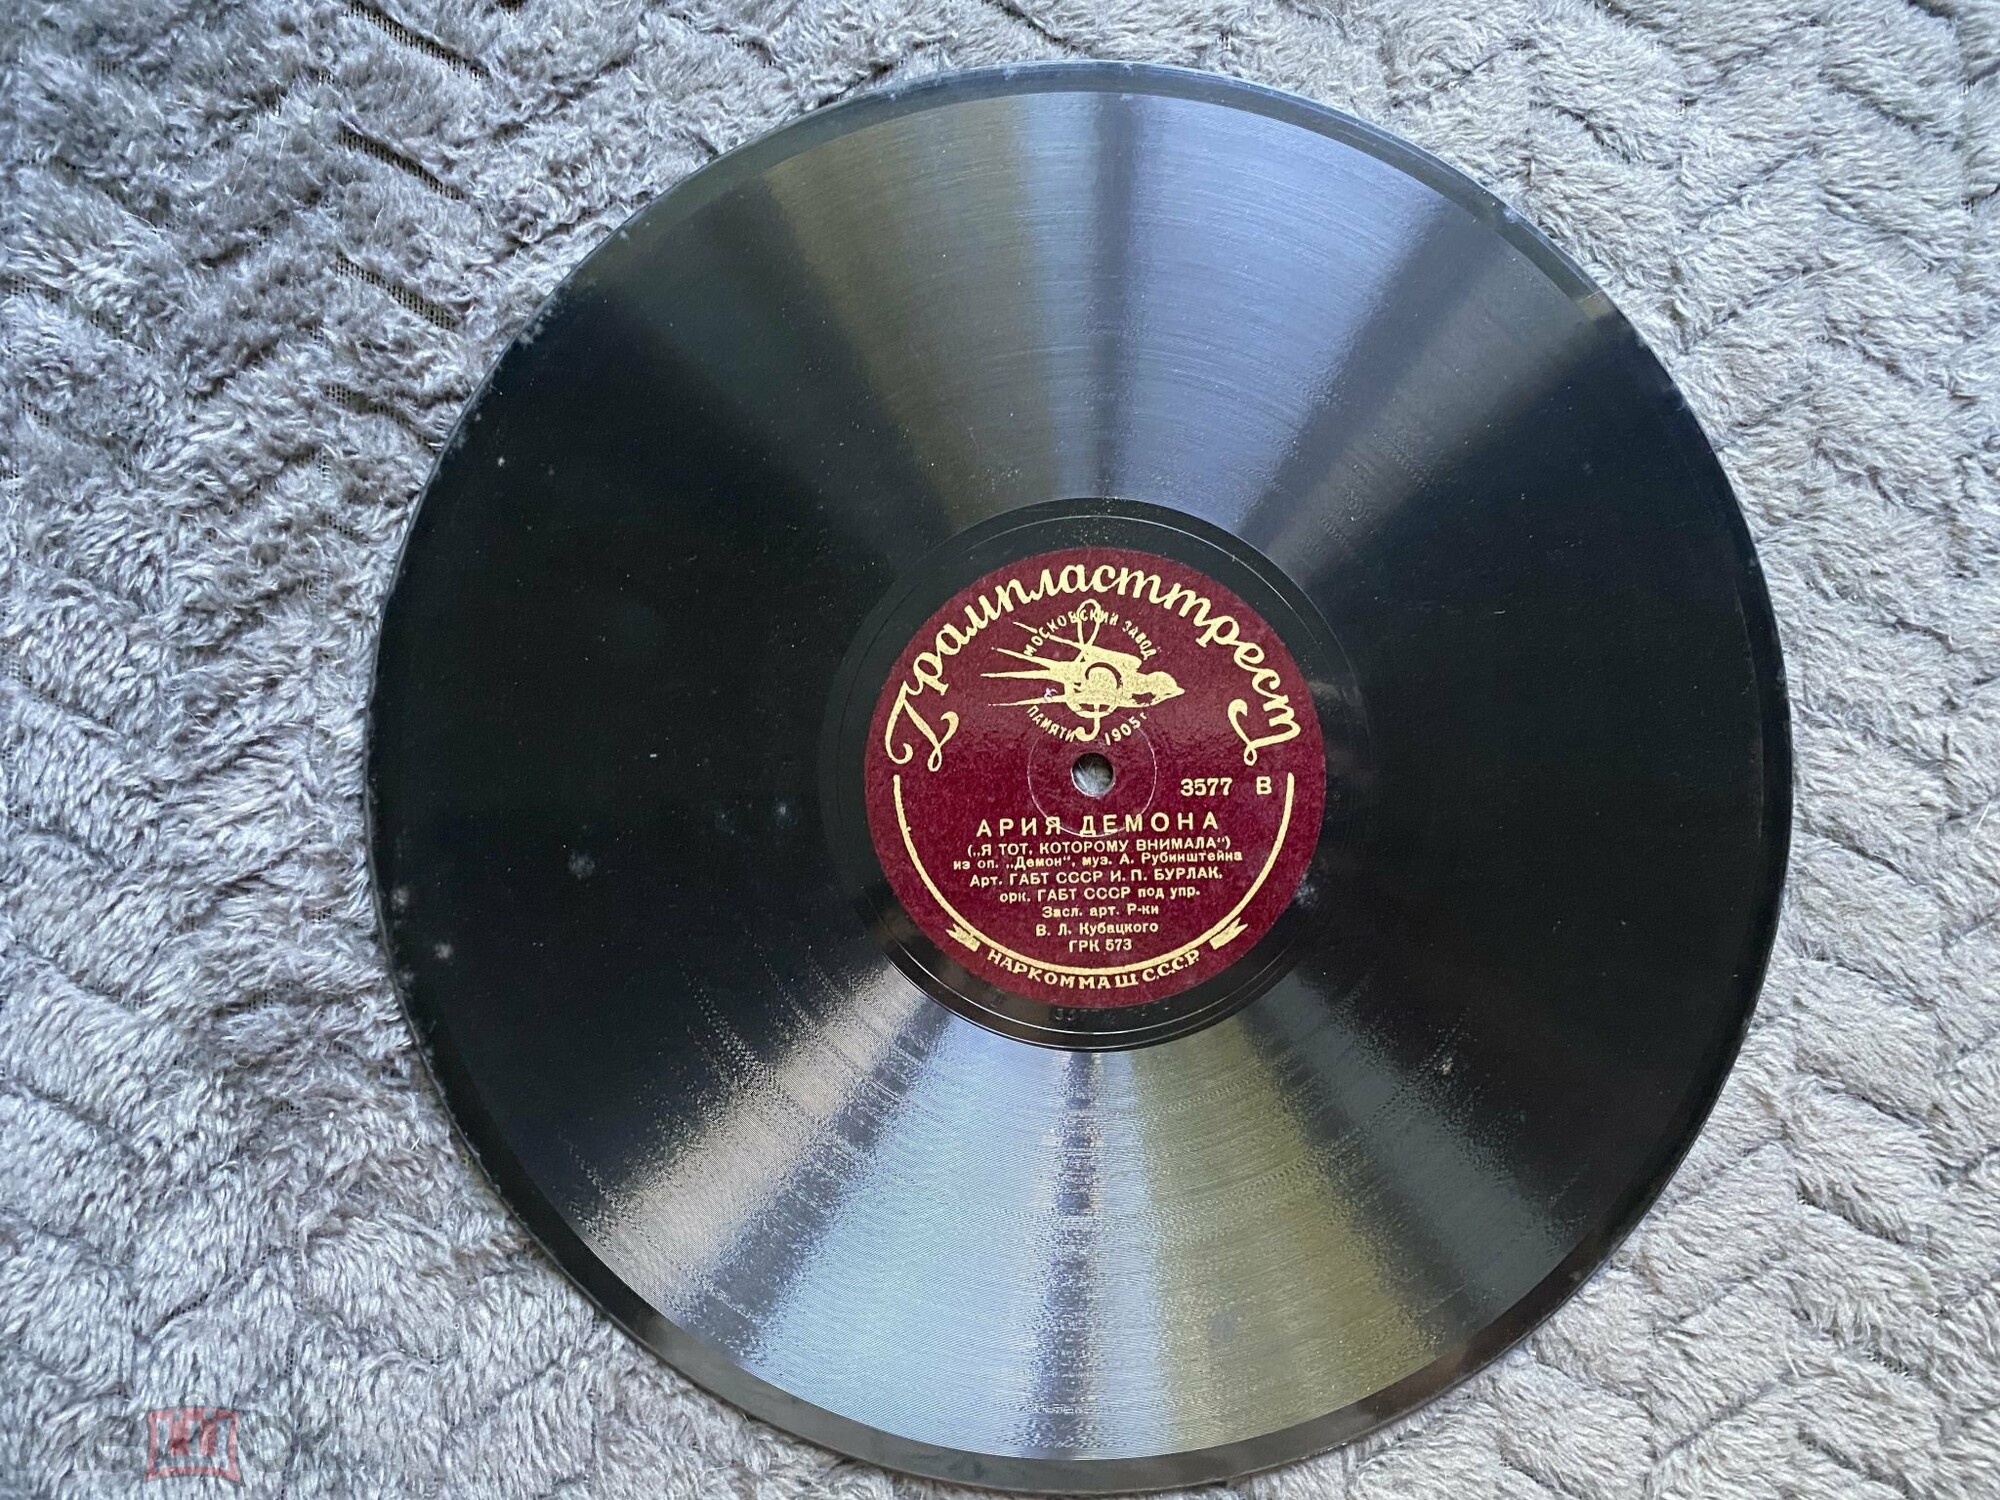 Грампласттрест
МОСКОВСКИЙ ЗАВОД
ПАМЯТИ 1905 г.
3577 В
АРИЯ ДЕМОНА
(„Я ТОТ, КОТОРОМУ ВНИМАЛА“)
из оп. „Демон“, муз. А. Рубинштейна
Арт. ГАБТ СССР И. П. БУРЛАК,
орк. ГАБТ СССР под упр.
Засл. арт. Р-ки
В. Л. Кубацкого
ГРК 573
НАРКОММАШ С.С.С.Р.